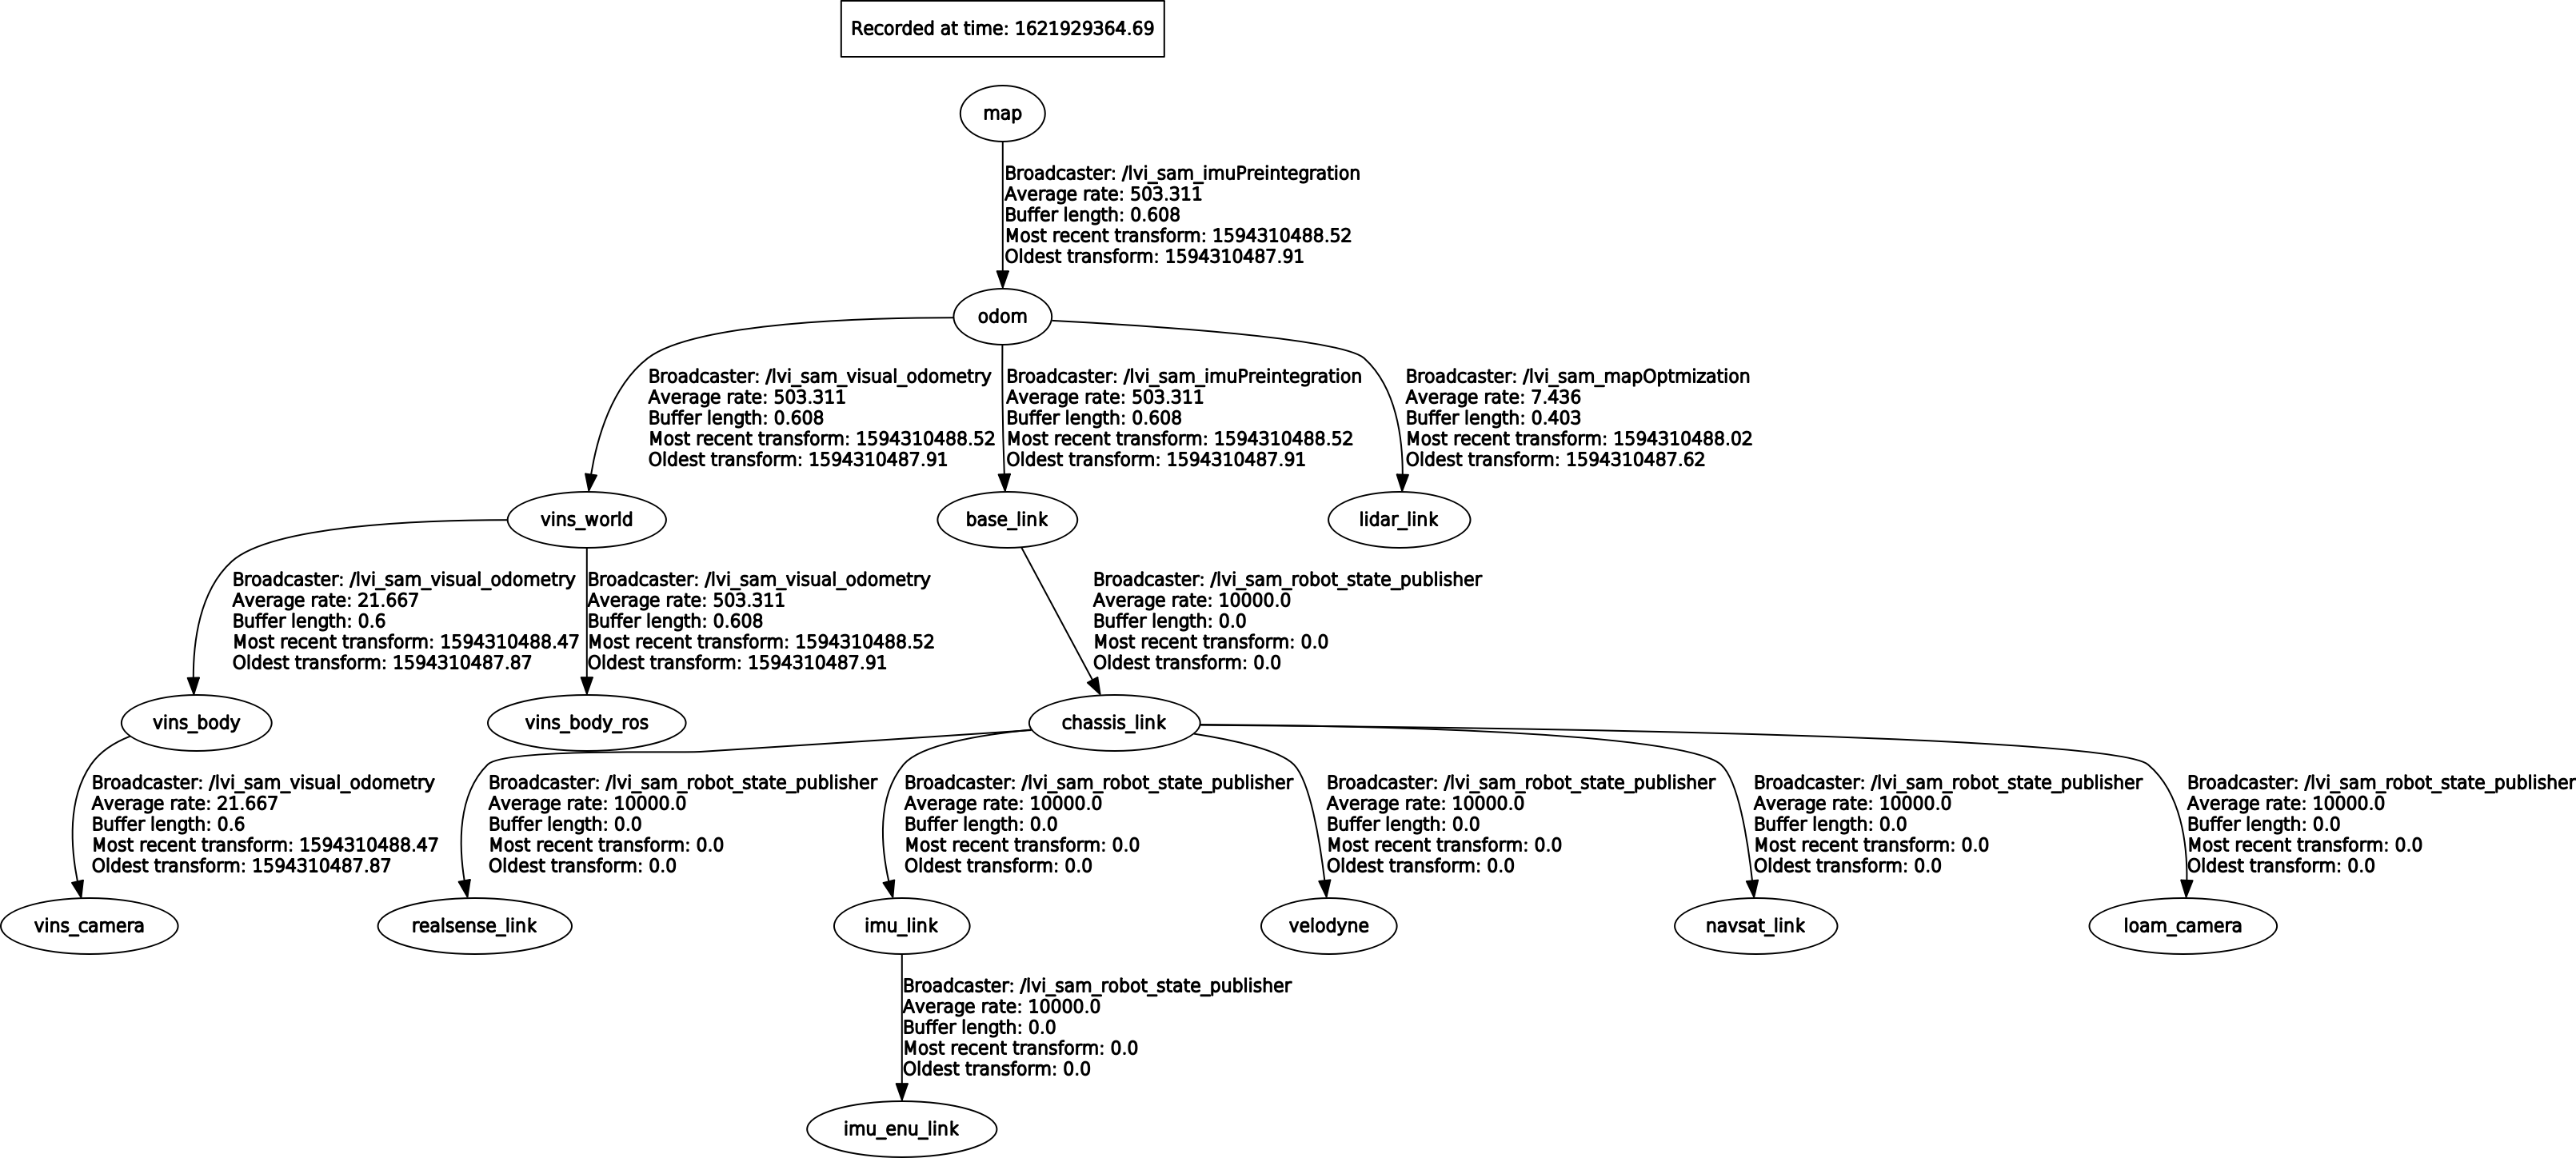 Recorded at time: 1621929364.69
map
Broadcaster: /lvi_sam_imuPreintegration
Average rate: 503.311
Buffer length: 0.608
Most recent transform: 1594310488.52
Oldest transform: 1594310487.91
odom
Broadcaster: /lvi_sam_visual_odometry
Average rate: 503.311
Buffer length: 0.608
Most recent transform: 1594310488.52
Oldest transform: 1594310487.91
Broadcaster: /lvi_sam_imuPreintegration
Average rate: 503.311
Buffer length: 0.608
Most recent transform: 1594310488.52
Oldest transform: 1594310487.91
Broadcaster: /lvi_sam_mapOptmization
Average rate: 7.436
Buffer length: 0.403
Most recent transform: 1594310488.02
Oldest transform: 1594310487.62
vins_world
base_link
lidar_link
Broadcaster: /lvi_sam_visual_odometry
Average rate: 21.667
Buffer length: 0.6
Most recent transform: 1594310488.47
Oldest transform: 1594310487.87
Broadcaster: /lvi_sam_visual_odometry
Average rate: 503.311
Buffer length: 0.608
Most recent transform: 1594310488.52
Oldest transform: 1594310487.91
Broadcaster: /lvi_sam_robot_state_publisher
Average rate: 10000.0
Buffer length: 0.0
Most recent transform: 0.0
Oldest transform: 0.0
vins_body
vins_body_ros
chassis_link
Broadcaster: /lvi_sam_visual_odometry
Average rate: 21.667
Buffer length: 0.6
Most recent transform: 1594310488.47
Oldest transform: 1594310487.87
Broadcaster: /lvi_sam_robot_state_publisher
Average rate: 10000.0
Buffer length: 0.0
Most recent transform: 0.0
Oldest transform: 0.0
Broadcaster: /lvi_sam_robot_state_publisher
Average rate: 10000.0
Buffer length: 0.0
Most recent transform: 0.0
Oldest transform: 0.0
Broadcaster: /lvi_sam_robot_state_publisher
Average rate: 10000.0
Buffer length: 0.0
Most recent transform: 0.0
Oldest transform: 0.0
Broadcaster: /lvi_sam_robot_state_publisher
Average rate: 10000.0
Buffer length: 0.0
Most recent transform: 0.0
Oldest transform: 0.0
Broadcaster: /lvi_sam_robot_state_publisher
Average rate: 10000.0
Buffer length: 0.0
Most recent transform: 0.0
Oldest transform: 0.0
vins_camera
realsense_link
imu_link
velodyne
navsat_link
loam_camera
Broadcaster: /lvi_sam_robot_state_publisher
Average rate: 10000.0
Buffer length: 0.0
Most recent transform: 0.0
Oldest transform: 0.0
imu_enu_link